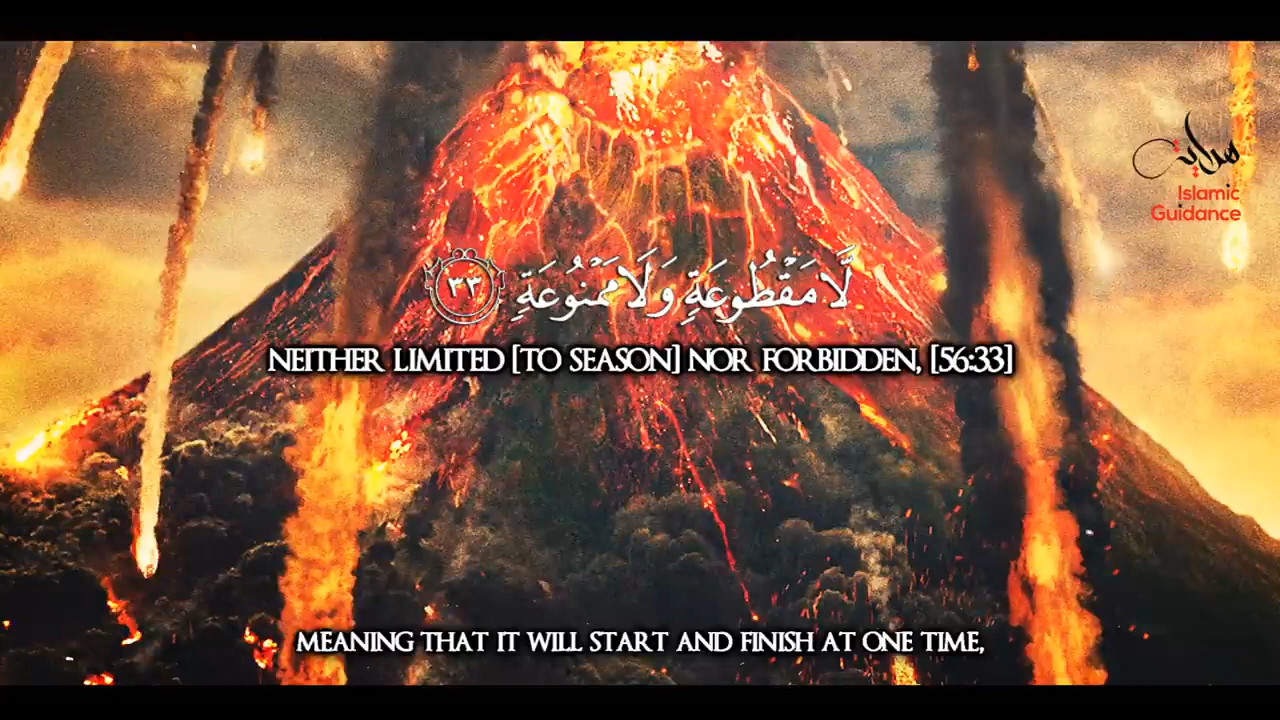 هداية
Islamic
Guidance
لَّا مَقْطُوعَةٍ وَلَا مَمْنُوعَةٍ ٣٣
NEITHER LIMITED [TO SEASON] NOR FORBIDDEN, [56:33]
MEANING THAT IT WILL START AND FINISH AT ONE TIME,